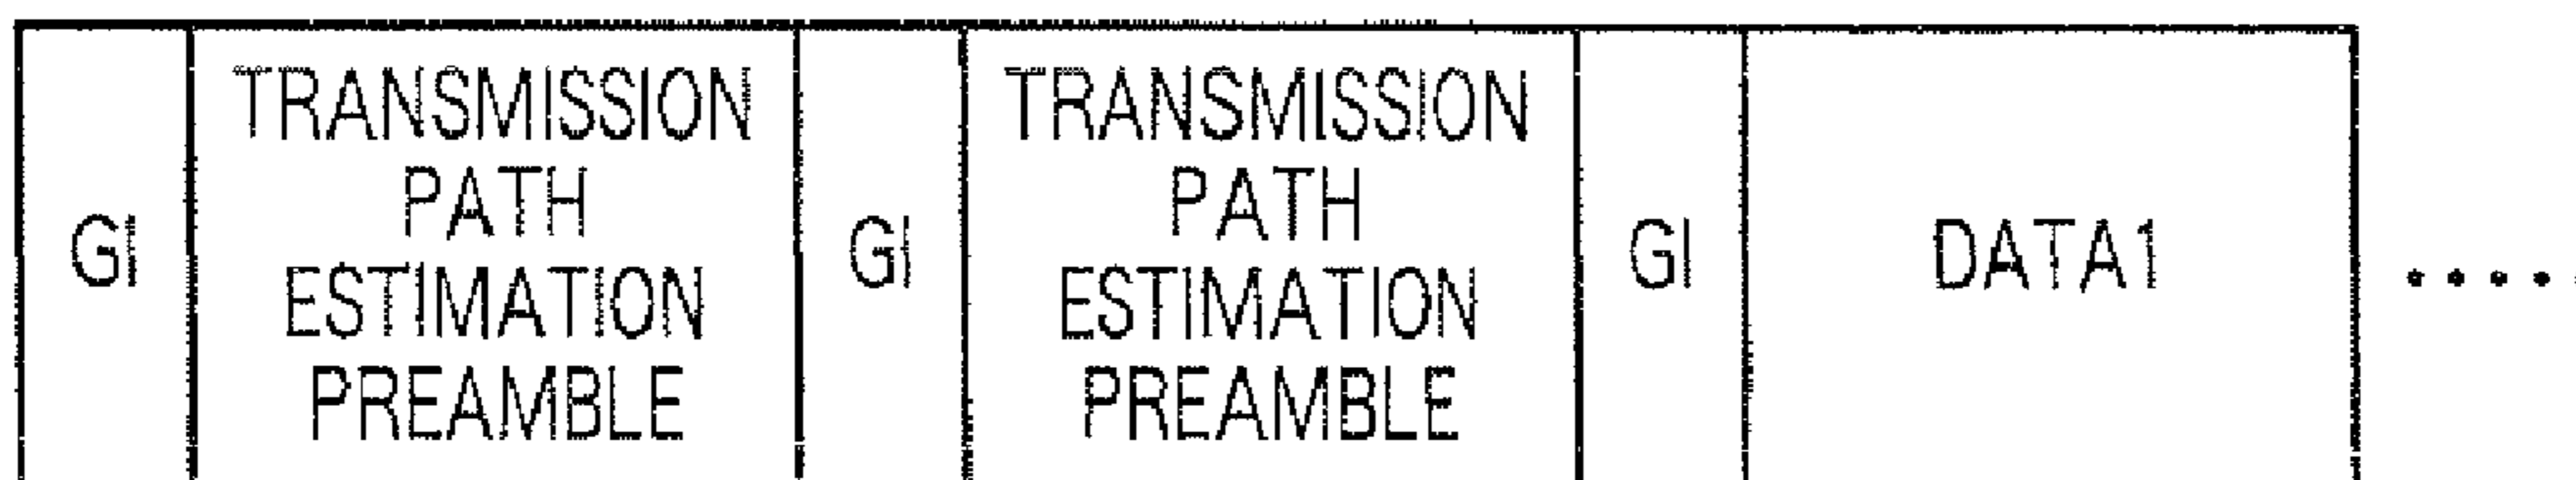 GI
TRANSMISSION
PATH
ESTIMATION
PREAMBLE
GI
TRANSMISSION
PATH
ESTIMATION
PREAMBLE
GI
DATA1
.....